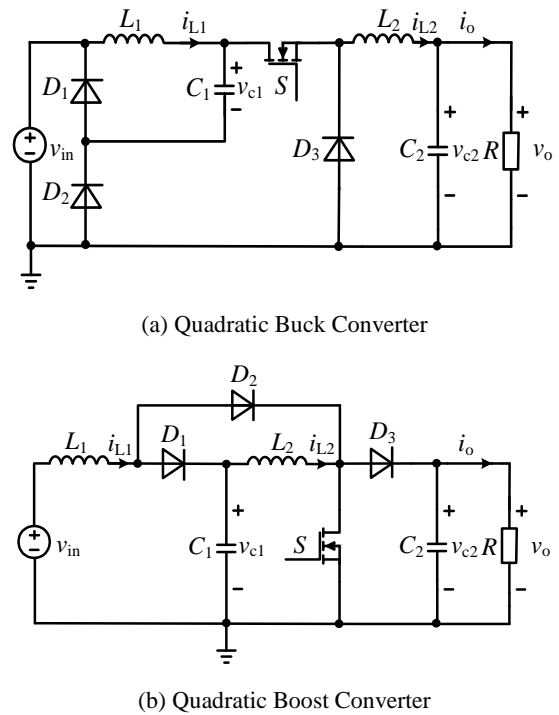 L1 iL1 L2 iL2 io
D1 C1 + vc1 − S + +
vin D3 C2 vc2 R vo
D2 − −
(a) Quadratic Buck Converter
D2
L1 iL1 D1 L2 iL2 D3 io
+ + +
vin C1 vc1 S C2 vc2 R vo
− − −
(b) Quadratic Boost Converter